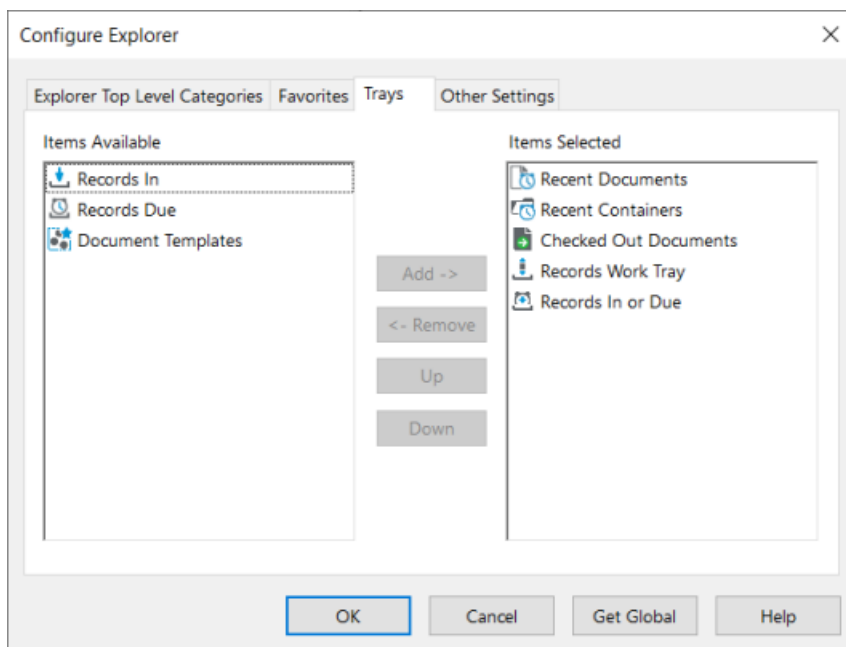 Configure Explorer
Explorer Top Level Categories
Favorites
Trays
Other Settings
Items Available
Records In
Records Due
Document Templates
Add ->
<- Remove
Up
Down
Items Selected
Recent Documents
Recent Containers
Checked Out Documents
Records Work Tray
Records In or Due
OK
Cancel
Get Global
Help